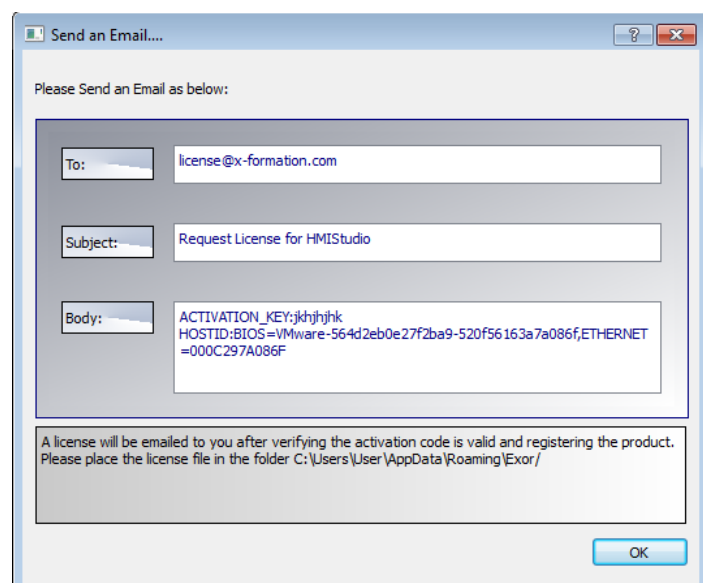 Send an Email....
Please Send an Email as below:
To:
license@x-formation.com
Subject:
Request License for HMIStudio
Body:
ACTIVATION_KEY:jkhjhjhk
HOSTID:BIOS=VMware-564d2eb0e27f2ba9-520f56163a7a086f,ETHERNET
=000C297A086F
A license will be emailed to you after verifying the activation code is valid and registering the product.
Please place the license file in the folder C:\Users\User\AppData\Roaming\Exor/
OK